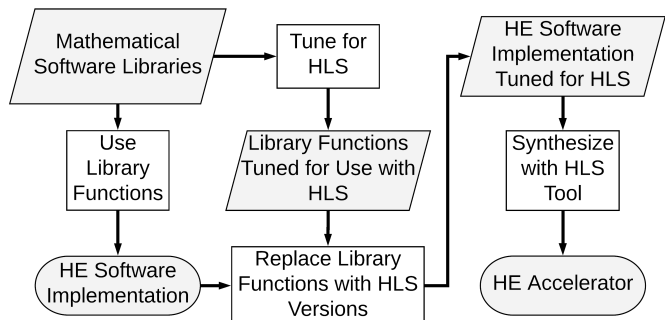 Mathematical
Software Libraries
Tune for
HLS
HE Software
Implementation
Tuned for HLS
Use
Library
Functions
Library Functions
Tuned for Use with
HLS
Synthesize
with HLS
Tool
HE Software
Implementation
Replace Library
Functions with HLS
Versions
HE Accelerator